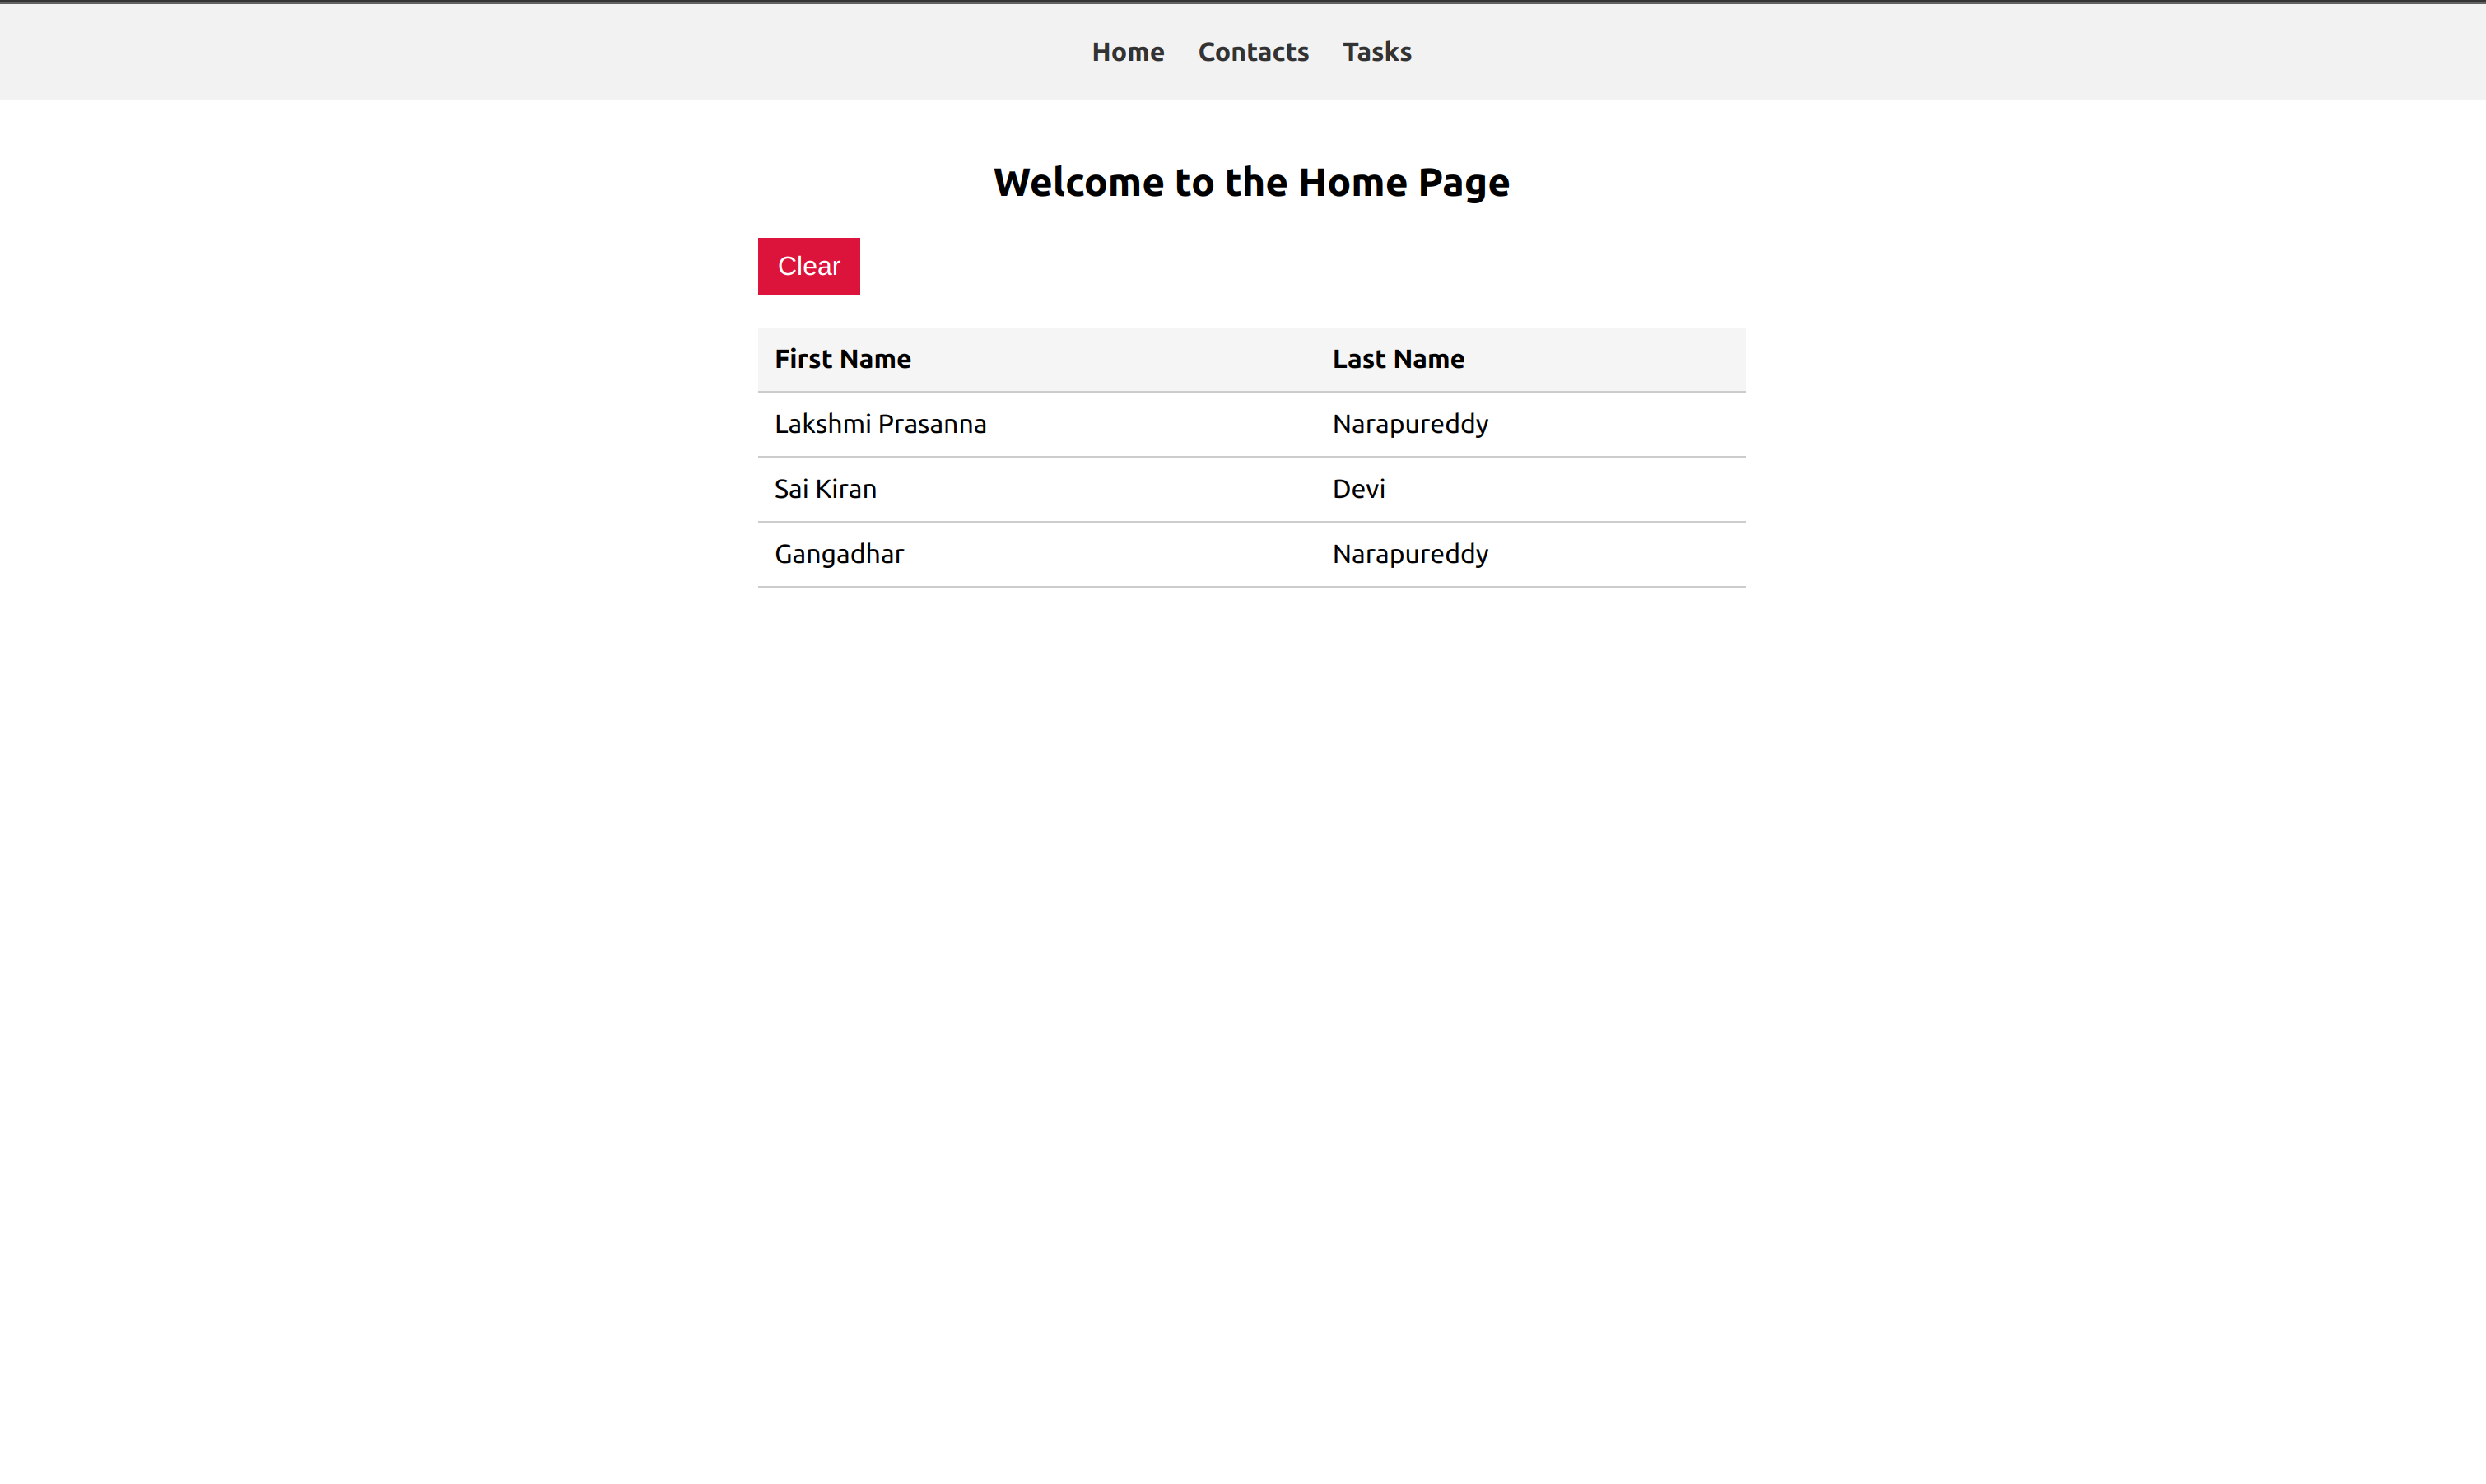 Home Contacts Tasks
Welcome to the Home Page
Clear
First Name Last Name
Lakshmi Prasanna Narapureddy
Sai Kiran Devi
Gangadhar Narapureddy